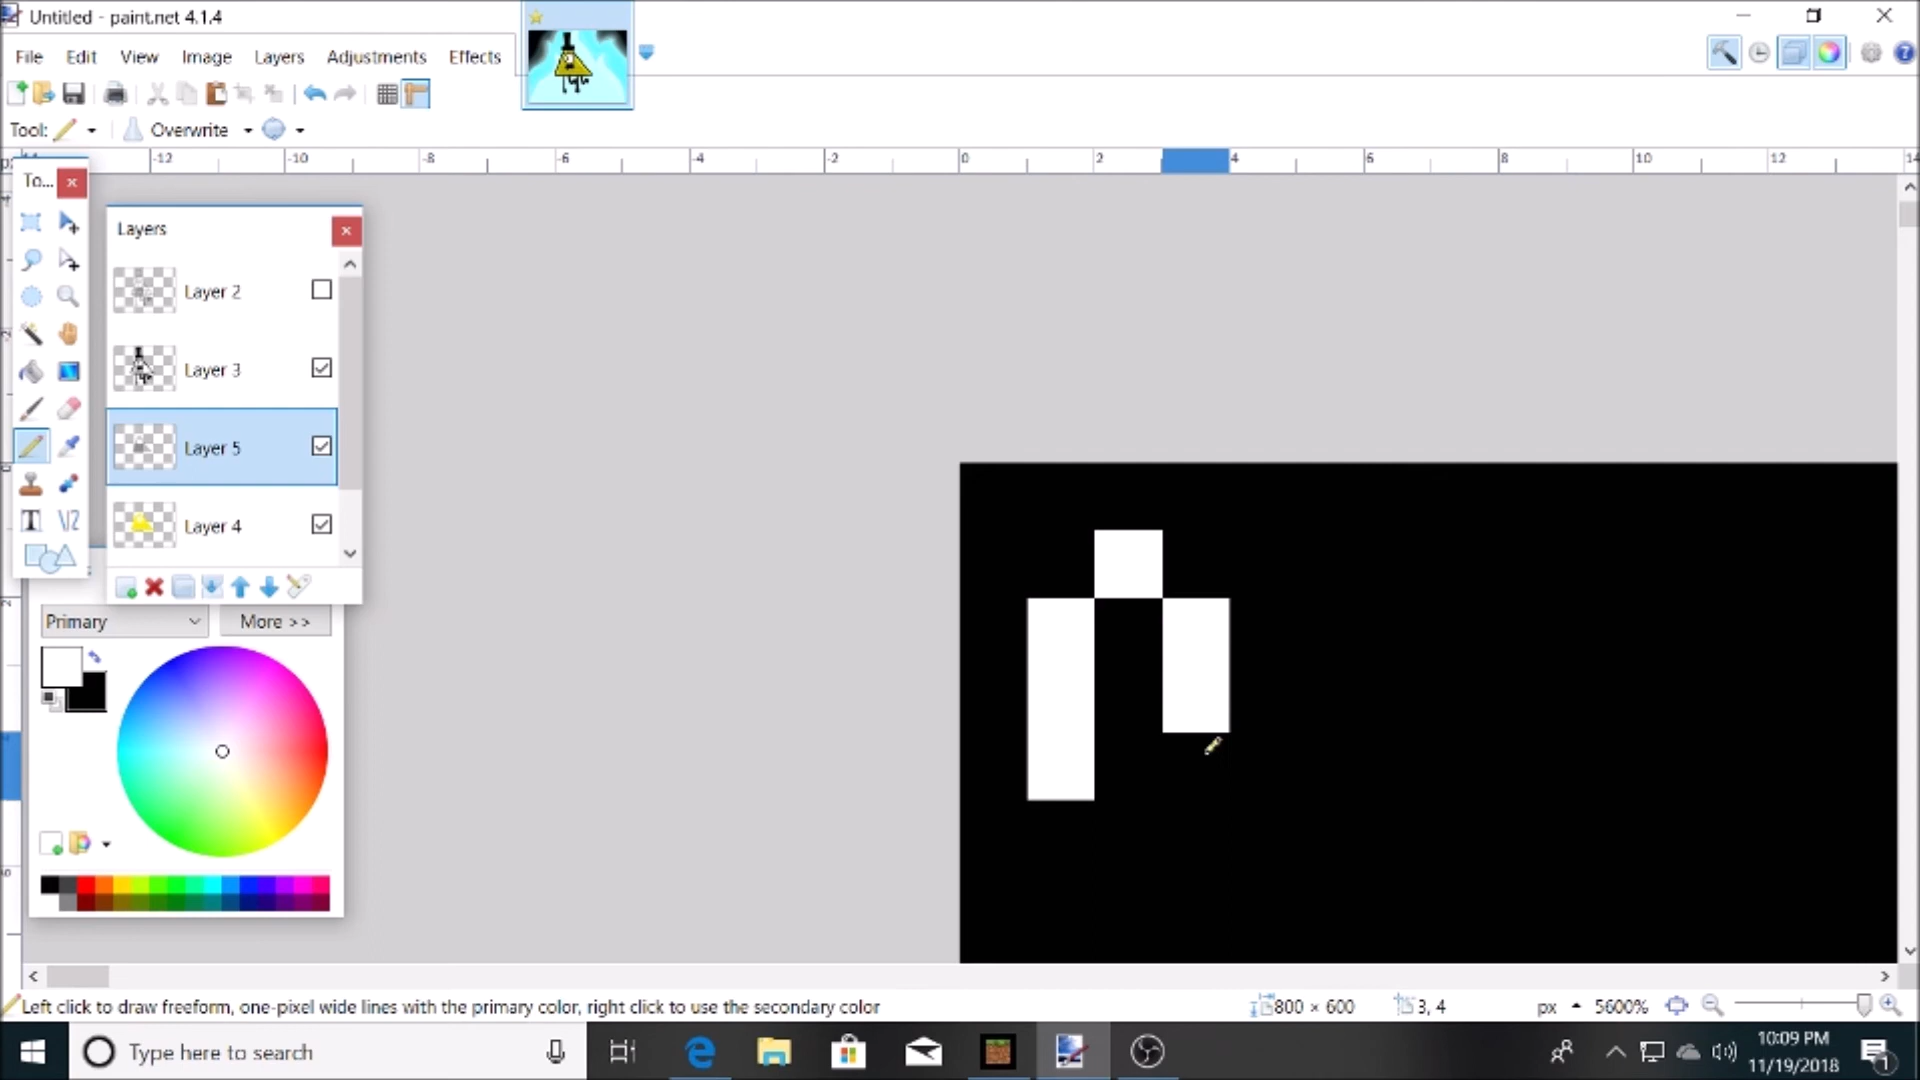 Untitled - paint.net 4.1.4
File Edit View Image Layers Adjustments Effects
Tool: Overwrite
-12 -10 -8 -6 -4 -2 0 2 4 6 8 10 12 14
To...
Layers
Layer 2
Layer 3
Layer 5
Layer 4
Primary More >>
Left click to draw freeform, one-pixel wide lines with the primary color, right click to use the secondary color 800 × 600 3, 4 px 5600%
Type here to search
10:09 PM
11/19/2018
1